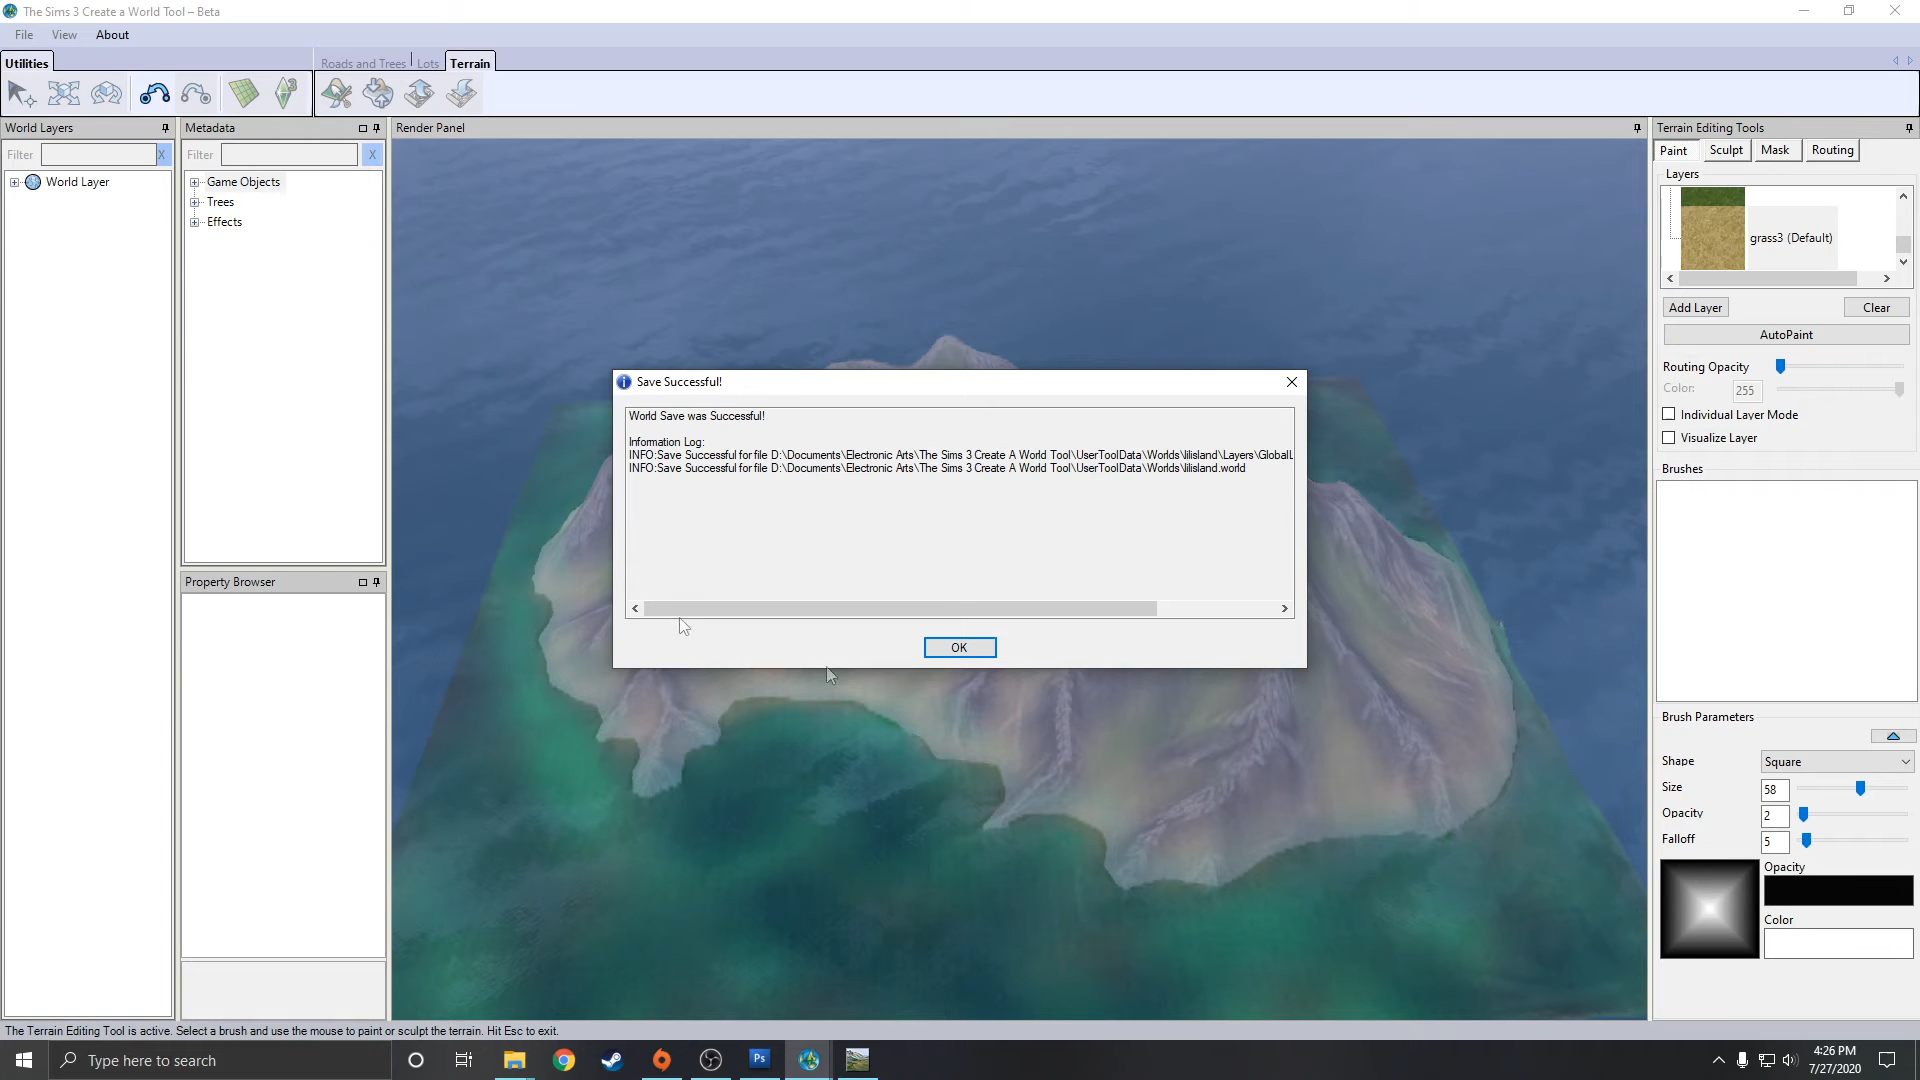 The Sims 3 Create a World Tool – Beta
File View About
Utilities
Roads and Trees Lots Terrain
World Layers
Metadata
Render Panel
Terrain Editing Tools
Filter X
Filter X
Paint Sculpt Mask Routing
World Layer
Game Objects
Trees
Effects
Layers
grass3 (Default)
Add Layer Clear
AutoPaint
Routing Opacity
Color: 255
Individual Layer Mode
Visualize Layer
Brushes
Save Successful!
World Save was Successful!
Information Log:
INFO:Save Successful for file D:\Documents\Electronic Arts\The Sims 3 Create A World Tool\UserToolData\Worlds\lilisland\Layers\GlobalL
INFO:Save Successful for file D:\Documents\Electronic Arts\The Sims 3 Create A World Tool\UserToolData\Worlds\lilisland.world
OK
Property Browser
Brush Parameters
Shape Square
Size 58
Opacity 2
Falloff 5
Opacity
Color
The Terrain Editing Tool is active. Select a brush and use the mouse to paint or sculpt the terrain. Hit Esc to exit.
Type here to search
Ps
4:26 PM
7/27/2020